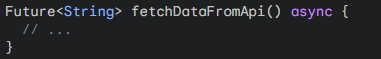 Future<String> fetchDataFromApi() async {
  // ...
}